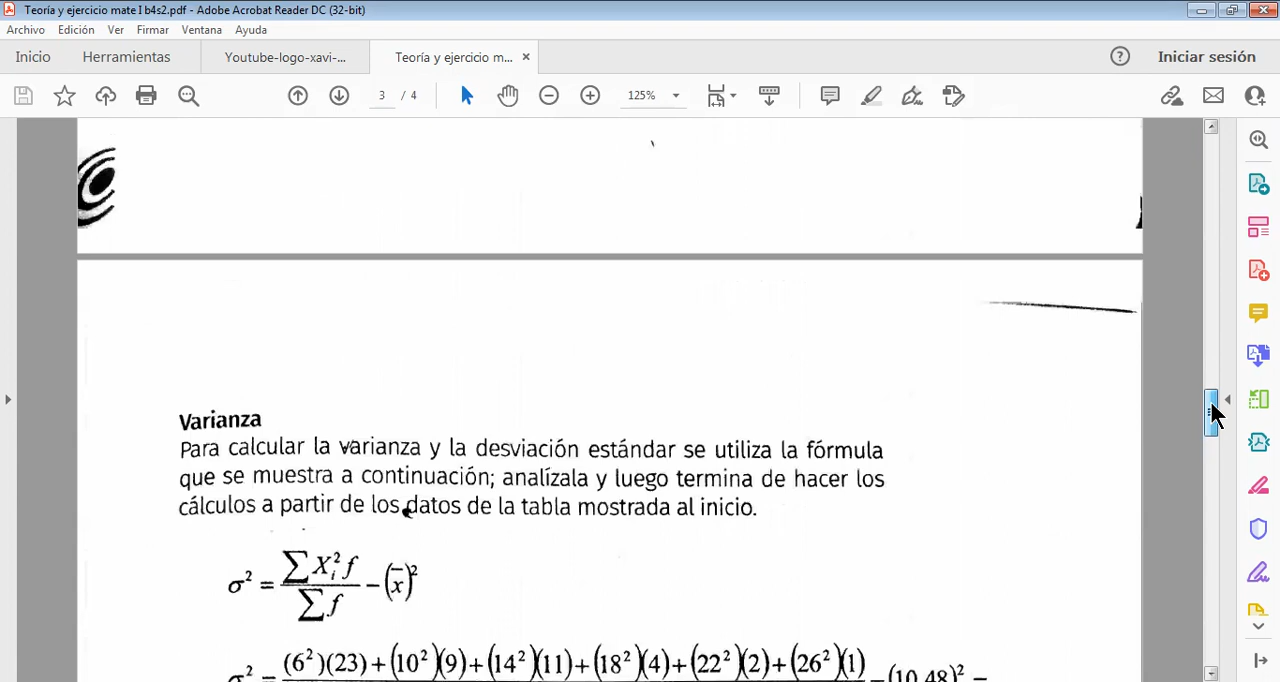 Teoría y ejercicio mate I b4s2.pdf - Adobe Acrobat Reader DC (32-bit)
Archivo Edición Ver Firmar Ventana Ayuda
Inicio Herramientas Youtube-logo-xavi-... Teoría y ejercicio m... × Iniciar sesión
3 / 4 125%
Varianza
Para calcular la varianza y la desviación estándar se utiliza la fórmula
que se muestra a continuación; analízala y luego termina de hacer los
cálculos a partir de los datos de la tabla mostrada al inicio.
σ² = ∑Xᵢ²f / ∑f − (x̄)²
σ² = (6²)(23)+(10²)(9)+(14²)(11)+(18²)(4)+(22²)(2)+(26²)(1) −(10.48)² =